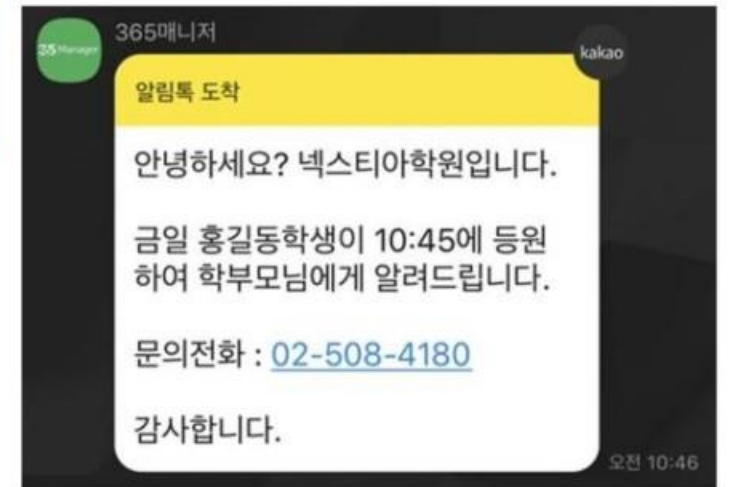 365매니저
35 Manager
kakao
알림톡 도착
안녕하세요? 넥스티아학원입니다.
금일 홍길동학생이 10:45에 등원
하여 학부모님에게 알려드립니다.
문의전화 : 02-508-4180
감사합니다.
오전 10:46